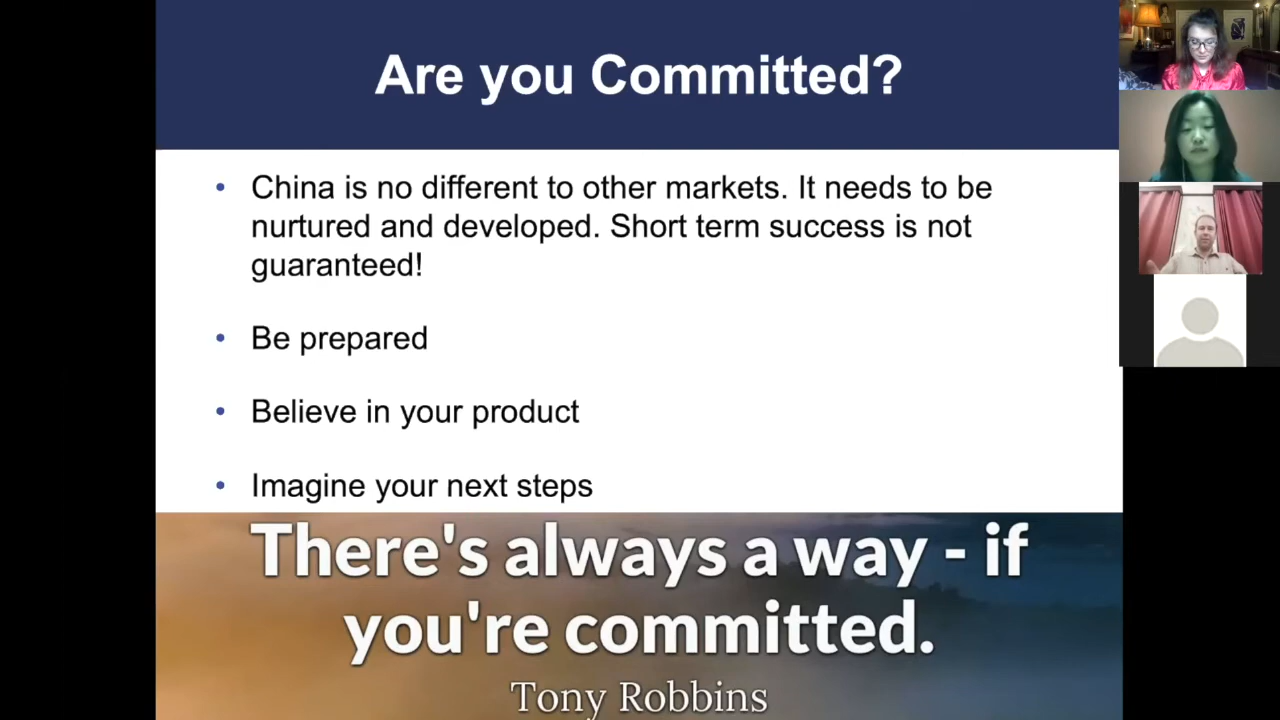 Are you Committed?
• China is no different to other markets. It needs to be
nurtured and developed. Short term success is not
guaranteed!
• Be prepared
• Believe in your product
• Imagine your next steps
There's always a way - if
you're committed.
Tony Robbins